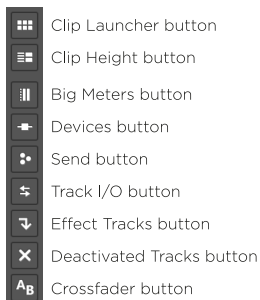 Clip Launcher button
Clip Height button
Big Meters button
Devices button
Send button
Track I/O button
Effect Tracks button
Deactivated Tracks button
AB Crossfader button